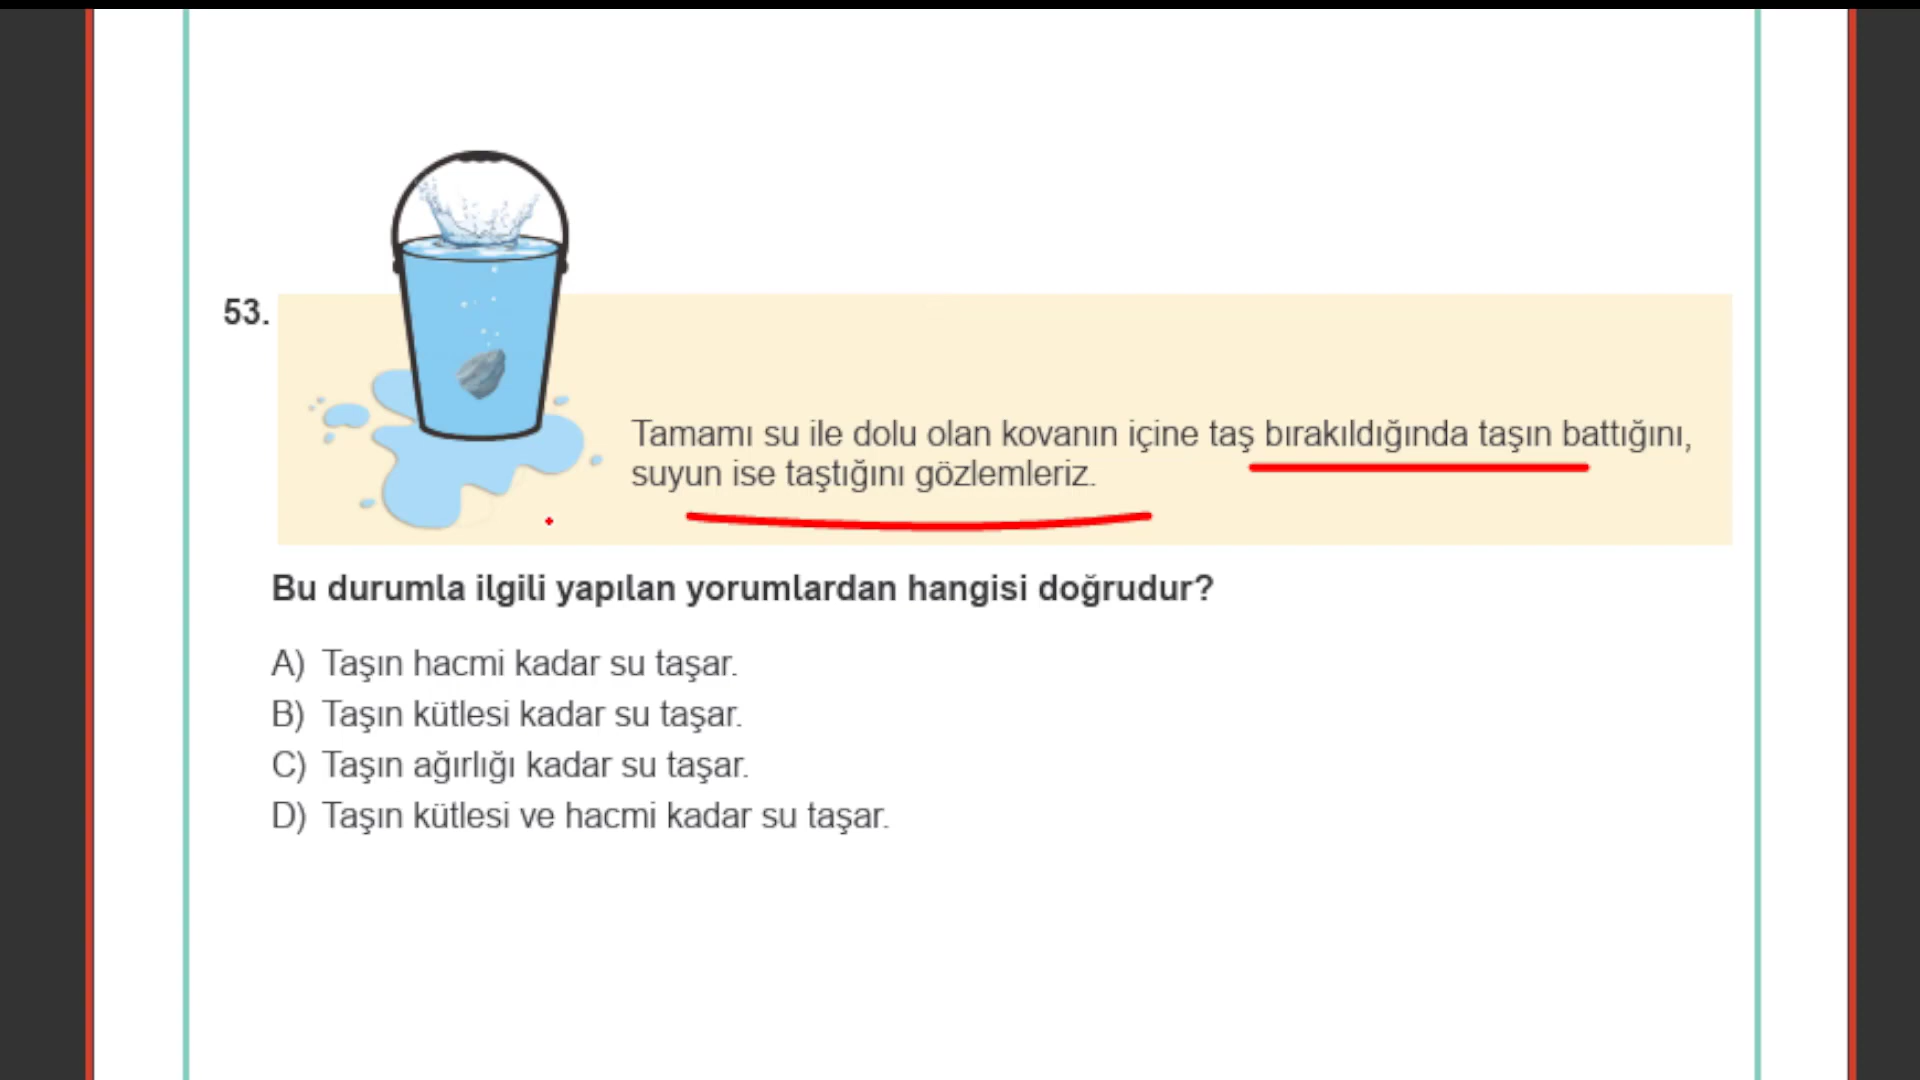 53.
Tamamı su ile dolu olan kovanın içine taş bırakıldığında taşın battığını,
suyun ise taştığını gözlemleriz.
Bu durumla ilgili yapılan yorumlardan hangisi doğrudur?
A) Taşın hacmi kadar su taşar.
B) Taşın kütlesi kadar su taşar.
C) Taşın ağırlığı kadar su taşar.
D) Taşın kütlesi ve hacmi kadar su taşar.